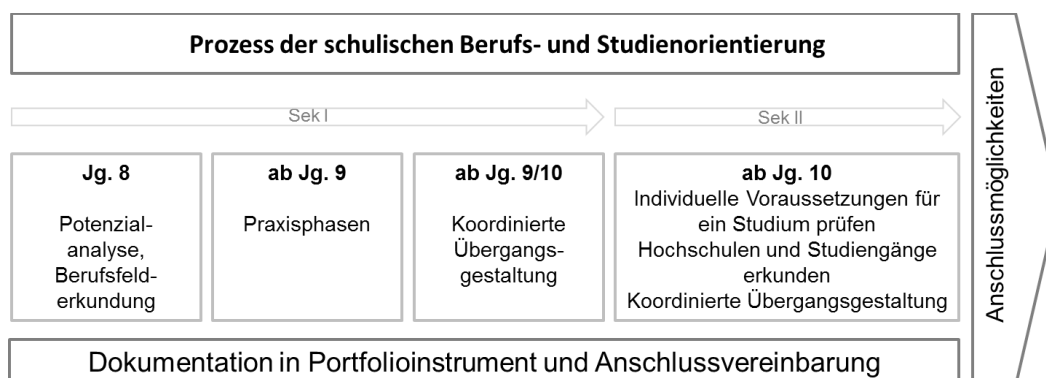 Prozess der schulischen Berufs- und Studienorientierung
Sek I
Sek II
Jg. 8
Potenzial-
analyse,
Berufsfeld-
erkundung
ab Jg. 9
Praxisphasen
ab Jg. 9/10
Koordinierte
Übergangs-
gestaltung
ab Jg. 10
Individuelle Voraussetzungen für
ein Studium prüfen
Hochschulen und Studiengänge
erkunden
Koordinierte Übergangsgestaltung
Dokumentation in Portfolioinstrument und Anschlussvereinbarung
Anschlussmöglichkeiten